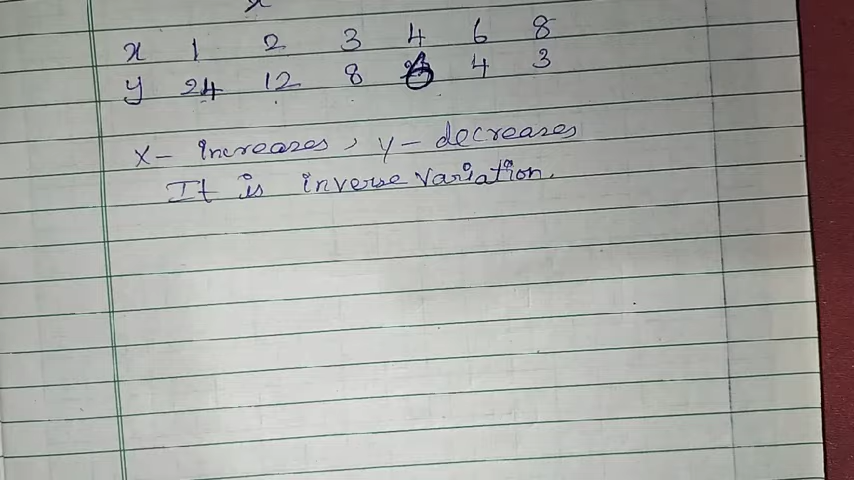 x 1 2 3 4 6 8
y 24 12 8 6 4 3
x - increases, y - decreases
It is inverse variation.